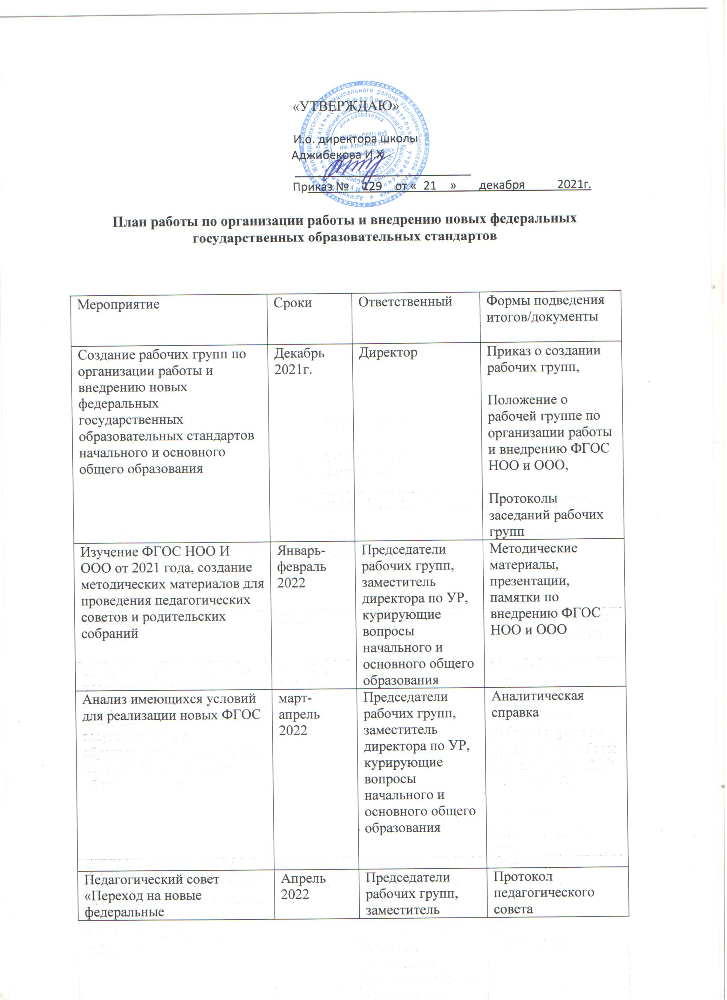 «УТВЕРЖДАЮ»
И.о. директора школы
Аджибекова И.Х.
Приказ № 129 от « 21 » декабря 2021г.
ИНН 0906010992
МКОУ «СОШ №3
им. Клычева Р.Н.
План работы по организации работы и внедрению новых федеральных
государственных образовательных стандартов
Мероприятие
Сроки
Ответственный
Формы подведения
итогов/документы
Создание рабочих групп по
организации работы и
внедрению новых
федеральных
государственных
образовательных стандартов
начального и основного
общего образования
Декабрь
2021г.
Директор
Приказ о создании
рабочих групп,
Положение о
рабочей группе по
организации работы
и внедрению ФГОС
НОО и ООО,
Протоколы
заседаний рабочих
групп
Изучение ФГОС НОО И
ООО от 2021 года, создание
методических материалов для
проведения педагогических
советов и родительских
собраний
Январь-
февраль
2022
Председатели
рабочих групп,
заместитель
директора по УР,
курирующие
вопросы
начального и
основного общего
образования
Методические
материалы,
презентации,
памятки по
внедрению ФГОС
НОО и ООО
Анализ имеющихся условий
для реализации новых ФГОС
март-
апрель
2022
Председатели
рабочих групп,
заместитель
директора по УР,
курирующие
вопросы
начального и
основного общего
образования
Аналитическая
справка
Педагогический совет
«Переход на новые
федеральные
Апрель
2022
Председатели
рабочих групп,
заместитель
Протокол
педагогического
совета